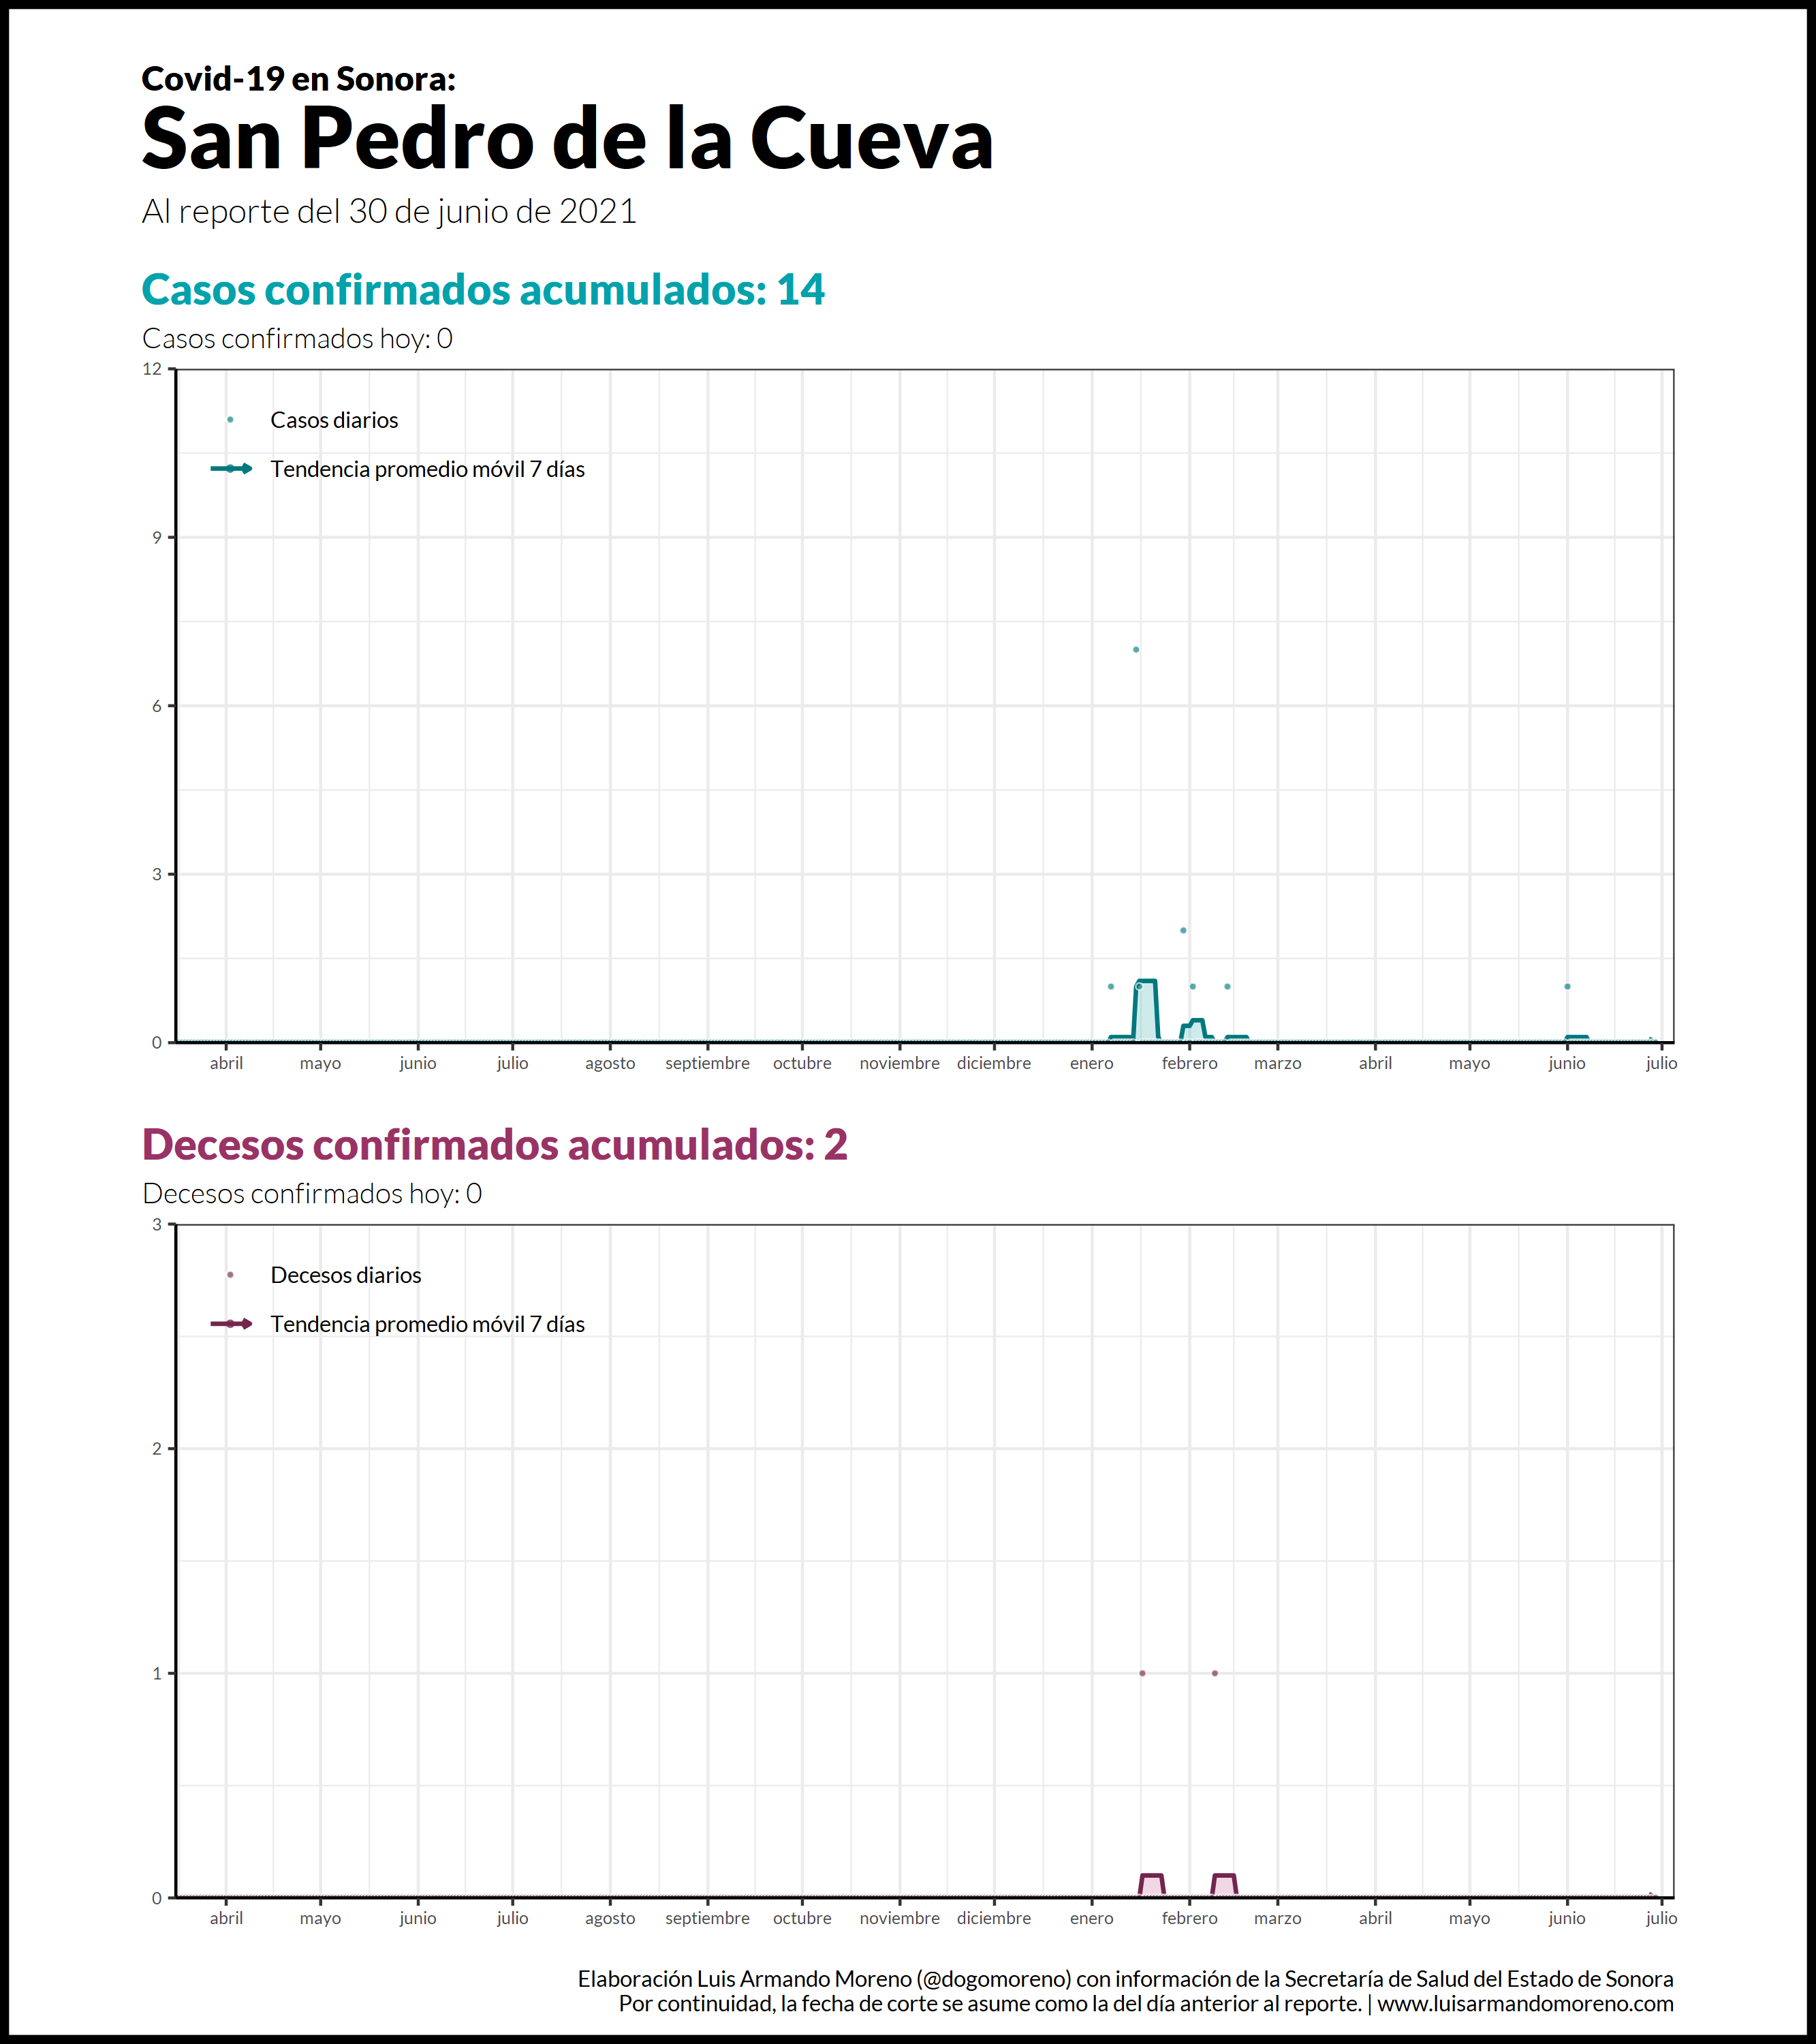 Covid-19 en Sonora:
San Pedro de la Cueva
Al reporte del 30 de junio de 2021
Casos confirmados acumulados: 14
Casos confirmados hoy: 0
12
9
6
3
0
Casos diarios
Tendencia promedio móvil 7 días
abril mayo junio julio agosto septiembre octubre noviembre diciembre enero febrero marzo abril mayo junio julio
Decesos confirmados acumulados: 2
Decesos confirmados hoy: 0
3
2
1
0
Decesos diarios
Tendencia promedio móvil 7 días
abril mayo junio julio agosto septiembre octubre noviembre diciembre enero febrero marzo abril mayo junio julio
Elaboración Luis Armando Moreno (@dogomoreno) con información de la Secretaría de Salud del Estado de Sonora
Por continuidad, la fecha de corte se asume como la del día anterior al reporte. | www.luisarmandomoreno.com